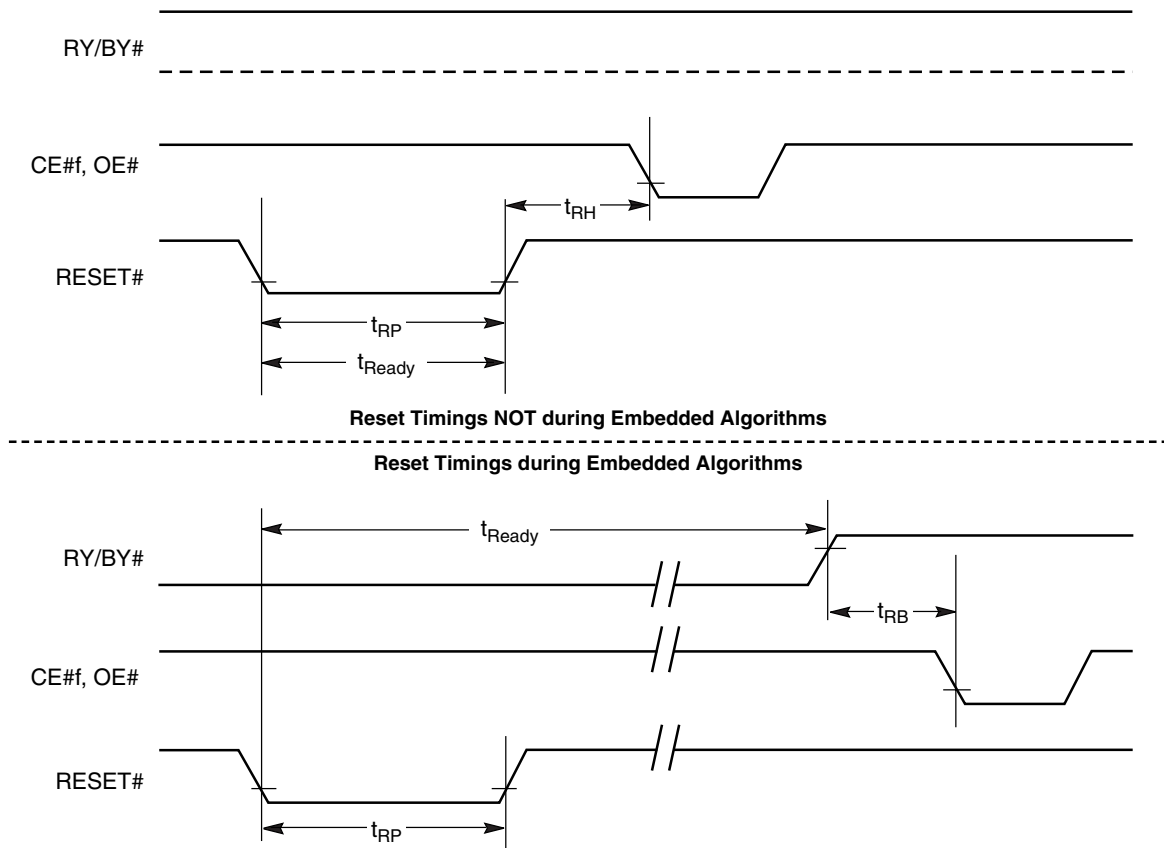 RY/BY#
CE#f, OE#
tRH
RESET#
tRP
tReady
Reset Timings NOT during Embedded Algorithms
Reset Timings during Embedded Algorithms
tReady
RY/BY#
tRB
CE#f, OE#
RESET#
tRP